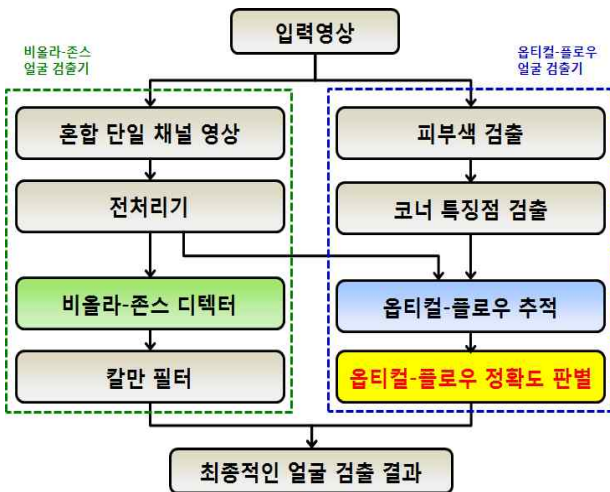 입력영상
비올라-존스
얼굴 검출기
옵티컬-플로우
얼굴 검출기
혼합 단일 채널 영상
피부색 검출
전처리기
코너 특징점 검출
비올라-존스 디텍터
옵티컬-플로우 추적
칼만 필터
옵티컬-플로우 정확도 판별
최종적인 얼굴 검출 결과